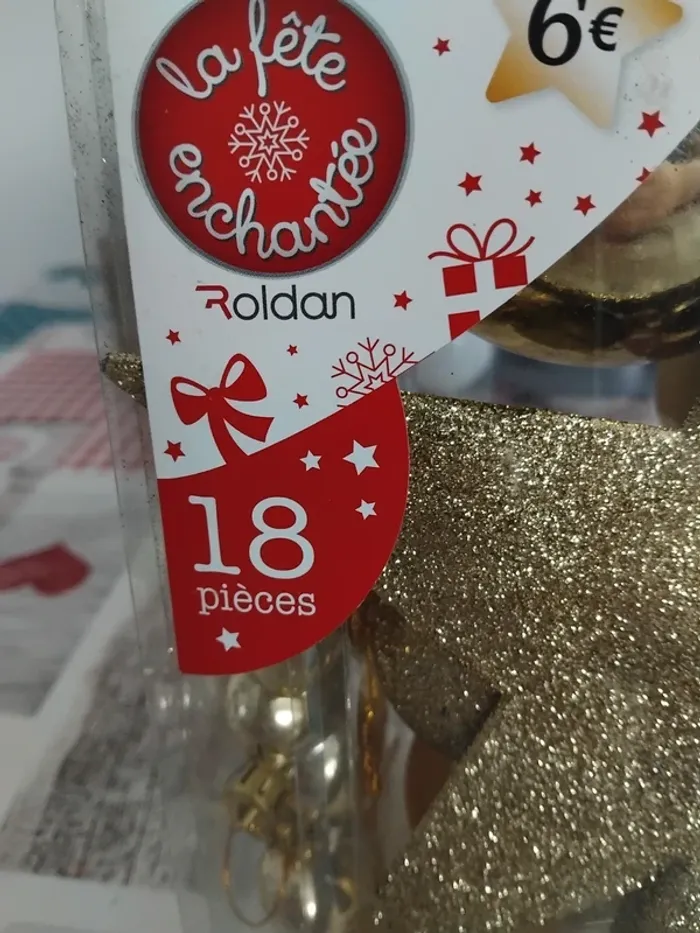 la fête
enchantée
6€
Roldan
18
pièces